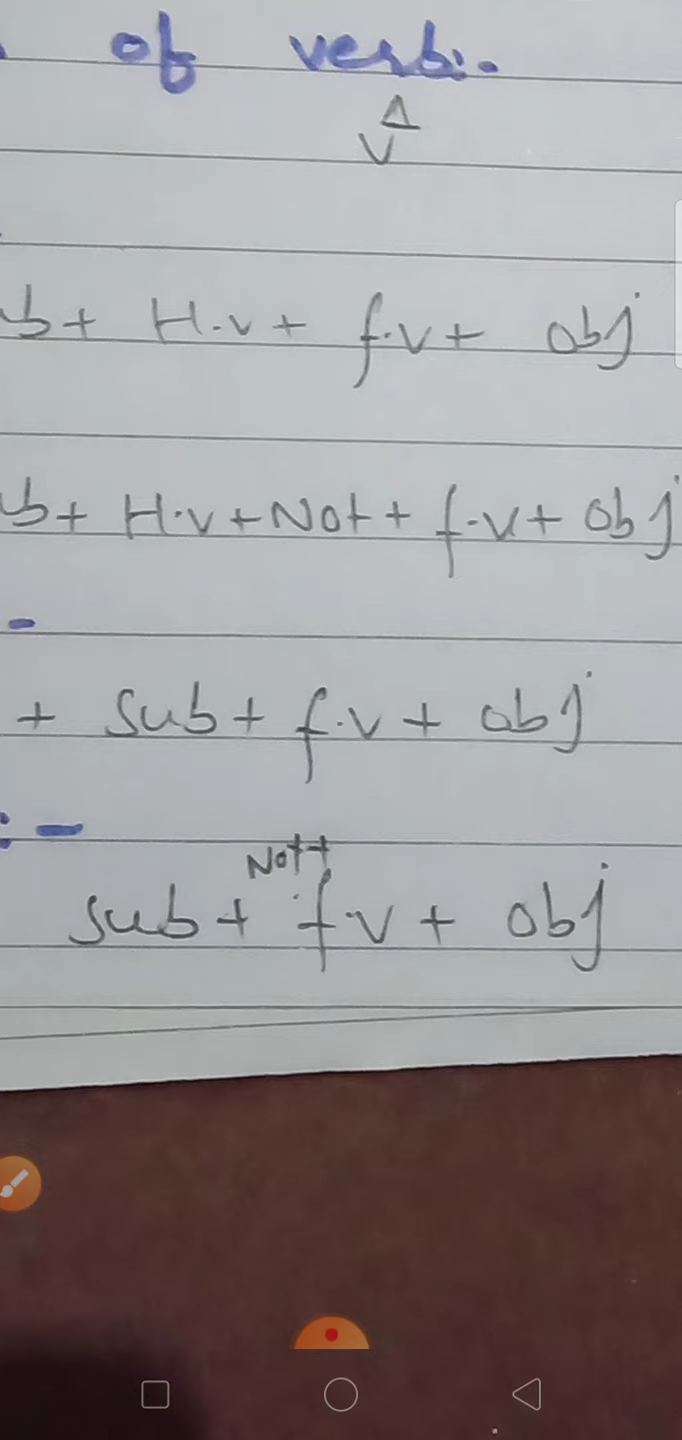 of verb:-
V
b+ H.v+ f.v+ obj
b+ H.v+Not+ f.v+ obj
-
+ sub+ f.v+ obj
:-
Not+
sub+ f.v+ obj